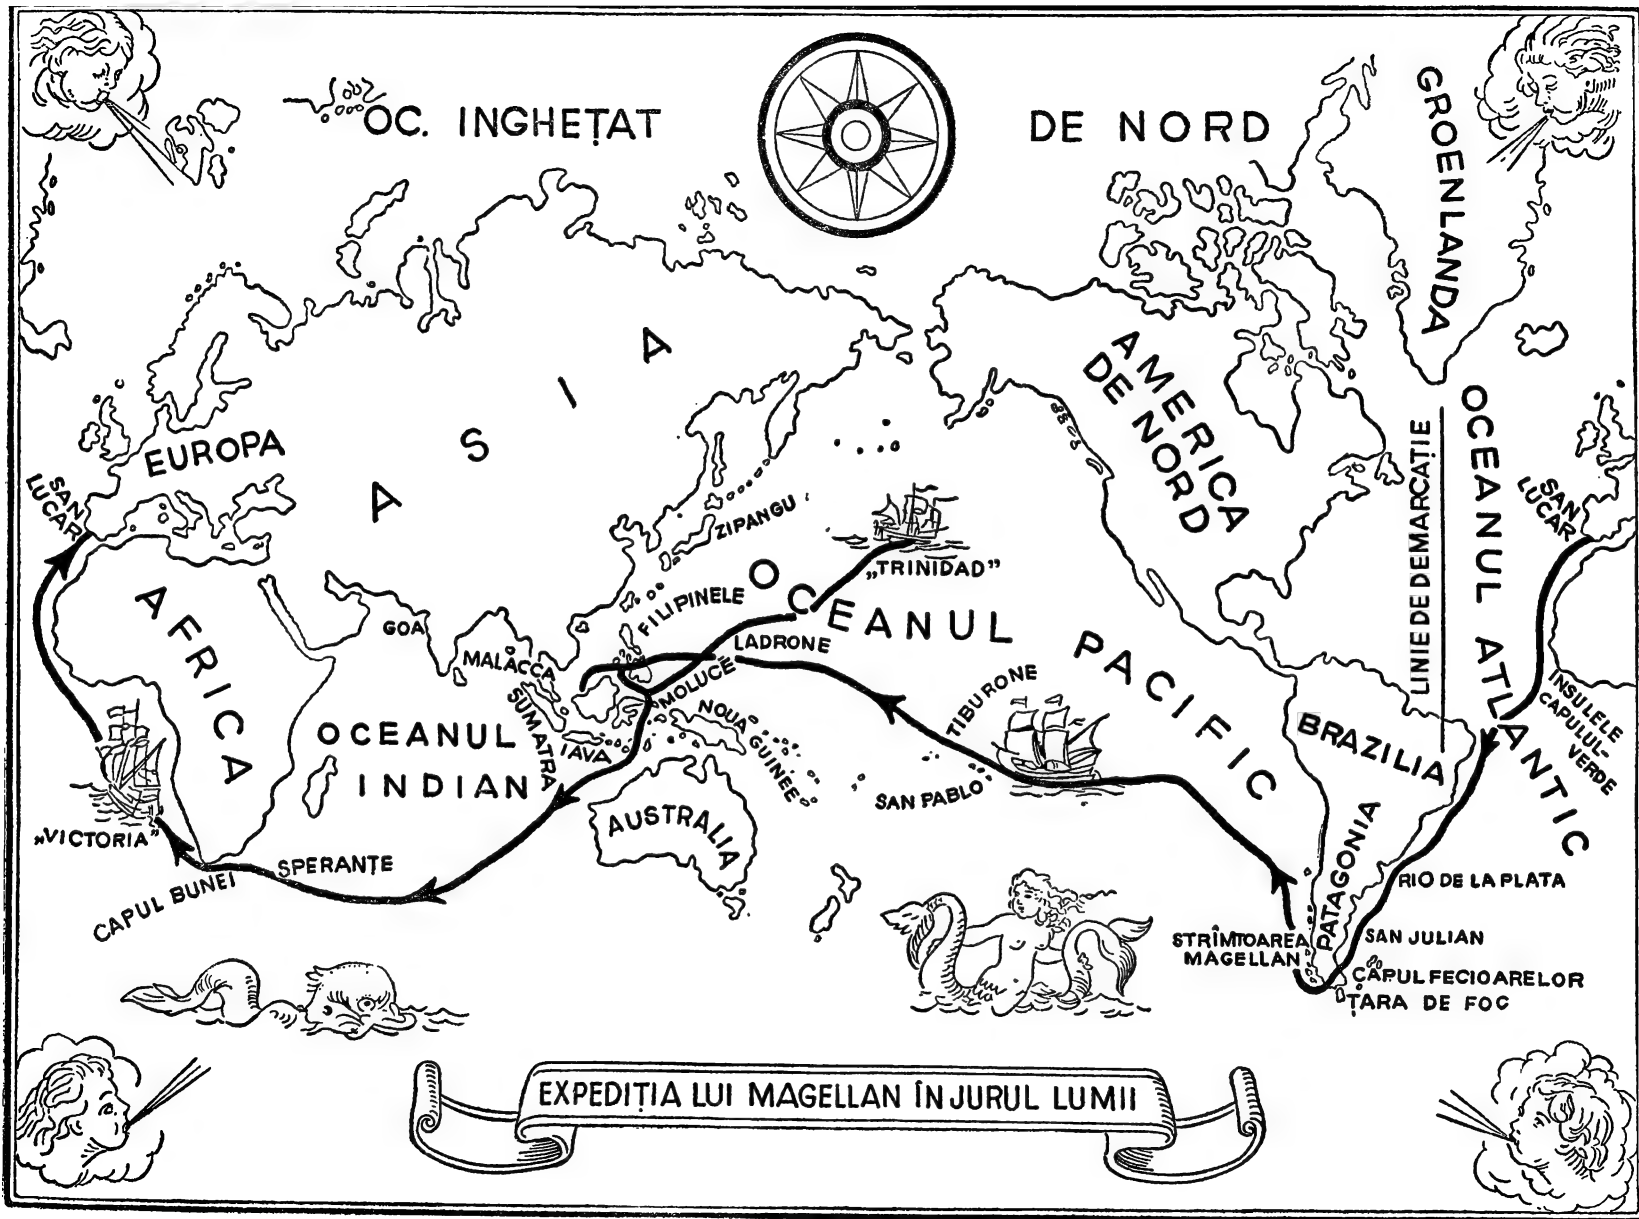 OC. INGHEȚAT DE NORD
GROENLANDA
AMERICA
DE NORD
ASIA
EUROPA
SAN
LUCAR
OCEANUL ATLANTIC
LINIE DE DEMARCAȚIE
SAN
LUCAR
ZIPANGU
„TRINIDAD”
AFRICA
GOA
FILIPINELE
OCEANUL
PACIFIC
LADRONE
MALACCA
MOLUCE
SUMATRA
IAVA
NOUA
GUINEE
TIBURONE
INSULELE
CAPULUI-
VERDE
OCEANUL
INDIAN
BRAZILIA
SAN PABLO
AUSTRALIA
„VICTORIA”
CAPUL BUNEI SPERANȚE
PATAGONIA
RIO DE LA PLATA
STRÎMTOAREA
MAGELLAN
SAN JULIAN
CAPUL FECIOARELOR
ȚARA DE FOC
EXPEDIȚIA LUI MAGELLAN ÎN JURUL LUMII